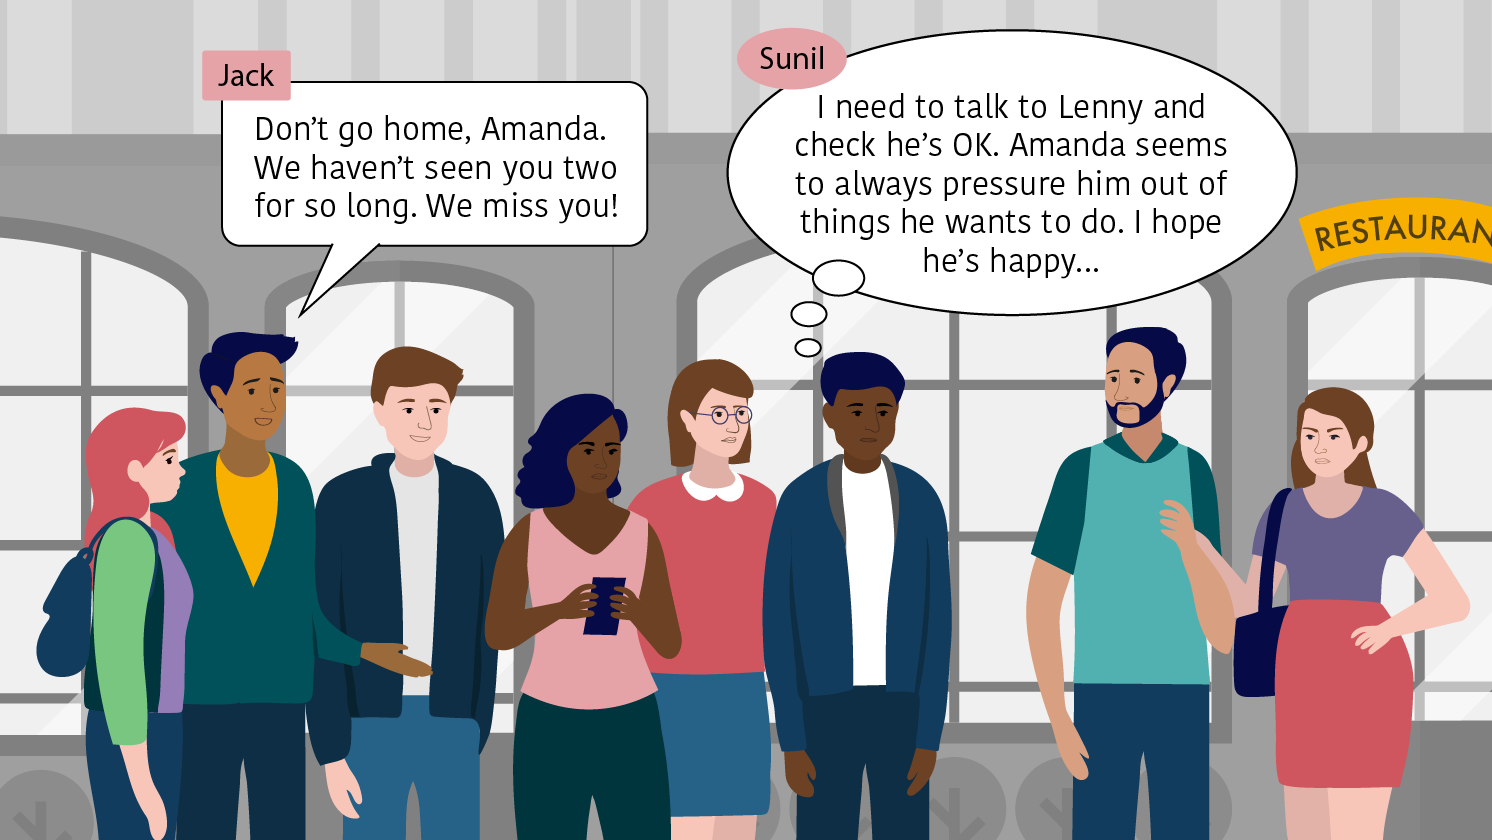 Jack
Don't go home, Amanda.
We haven't seen you two
for so long. We miss you!
Sunil
I need to talk to Lenny and
check he's OK. Amanda seems
to always pressure him out of
things he wants to do. I hope
he's happy...
RESTAURAN